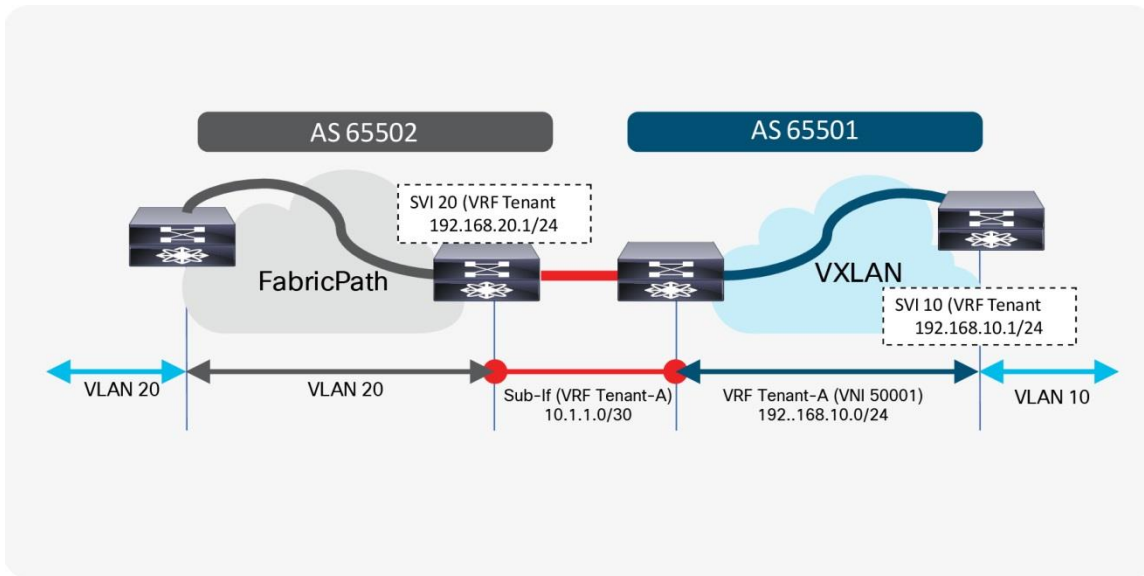 AS 65502
AS 65501
SVI 20 (VRF Tenant
192.168.20.1/24
FabricPath
VXLAN
SVI 10 (VRF Tenant
192.168.10.1/24
VLAN 20
VLAN 20
Sub-If (VRF Tenant-A)
10.1.1.0/30
VRF Tenant-A (VNI 50001)
192..168.10.0/24
VLAN 10